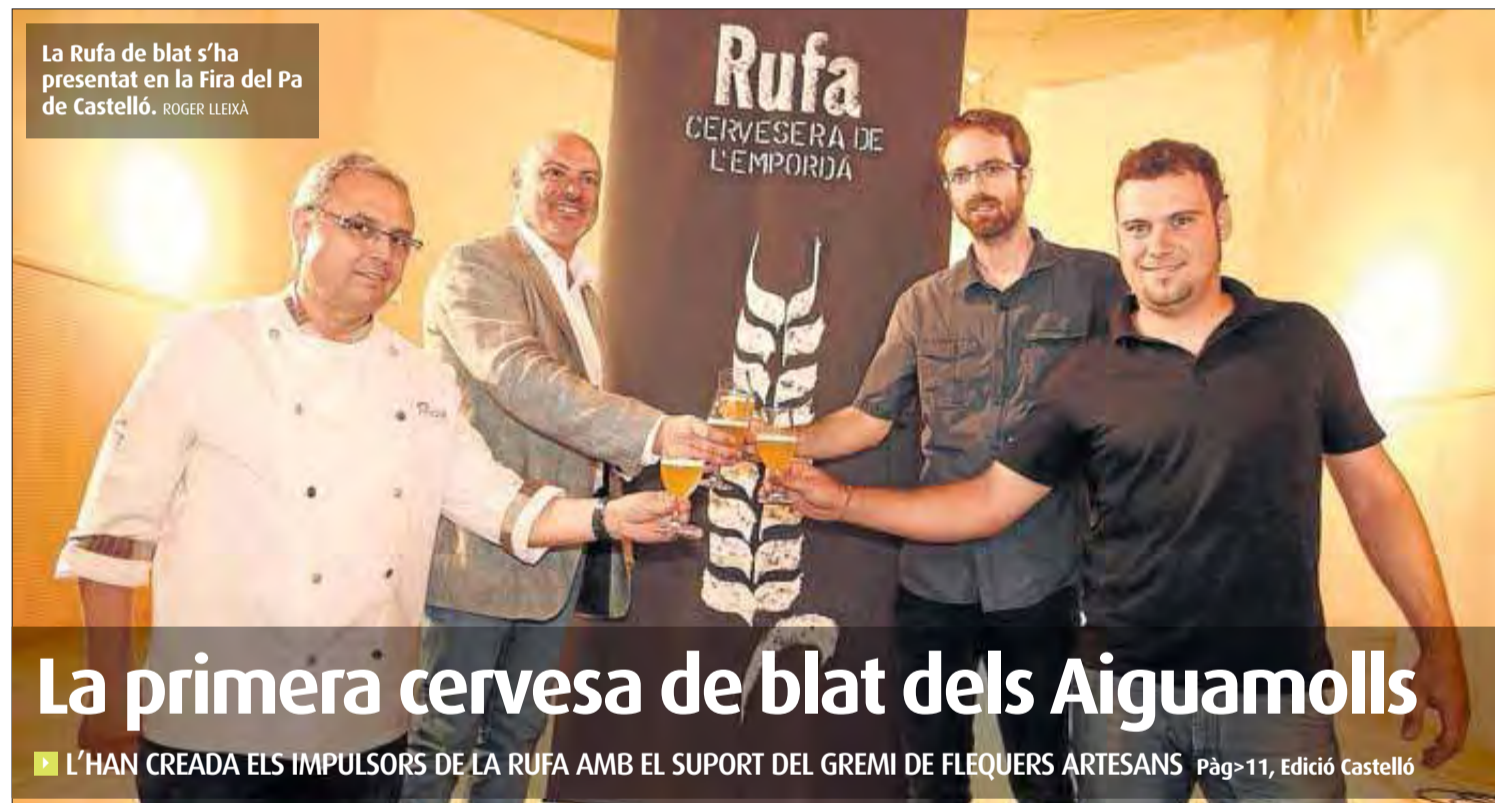 La Rufa de blat s'ha
presentat en la Fira del Pa
de Castelló. ROGER LLEIXÀ
Rufa
CERVESERA DE
L'EMPORDÀ
La primera cervesa de blat dels Aiguamolls
L'HAN CREADA ELS IMPULSORS DE LA RUFA AMB EL SUPORT DEL GREMI DE FLEQUERS ARTESANS Pàg>11, Edició Castelló